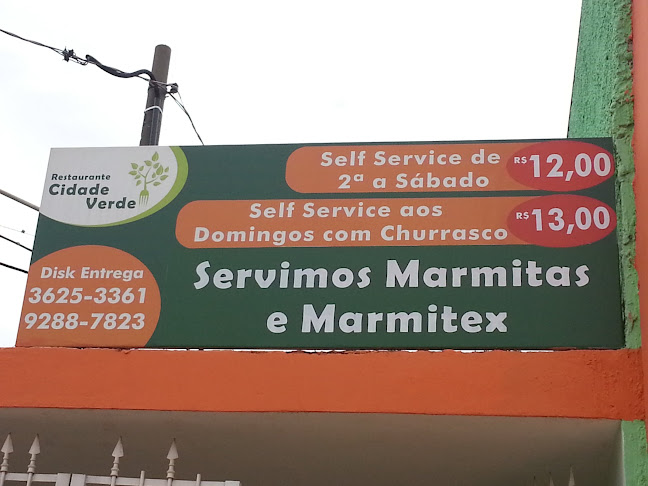 Restaurante
Cidade
Verde
Self Service de
2ª a Sábado
R$ 12,00
Self Service aos
Domingos com Churrasco
R$ 13,00
Disk Entrega
3625-3361
9288-7823
Servimos Marmitas
e Marmitex